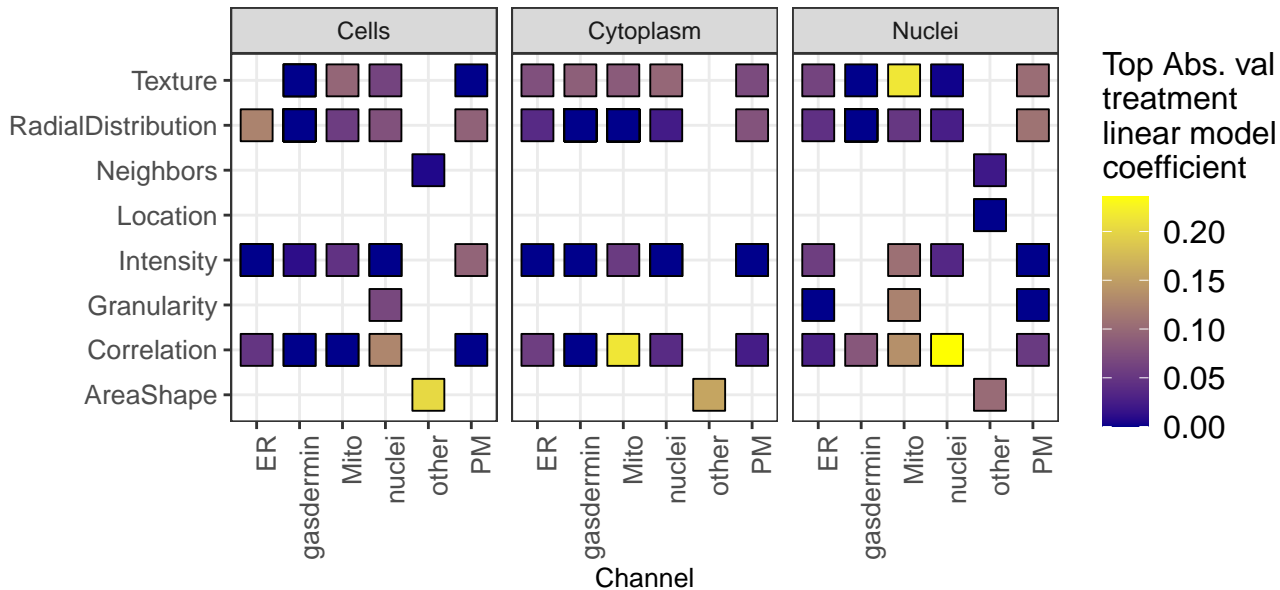 Cells
Cytoplasm
Nuclei
Texture
RadialDistribution
Neighbors
Location
Intensity
Granularity
Correlation
AreaShape
ER
gasdermin
Mito
nuclei
other
PM
ER
gasdermin
Mito
nuclei
other
PM
ER
gasdermin
Mito
nuclei
other
PM
Channel
Top Abs. val
treatment
linear model
coefficient
0.20
0.15
0.10
0.05
0.00